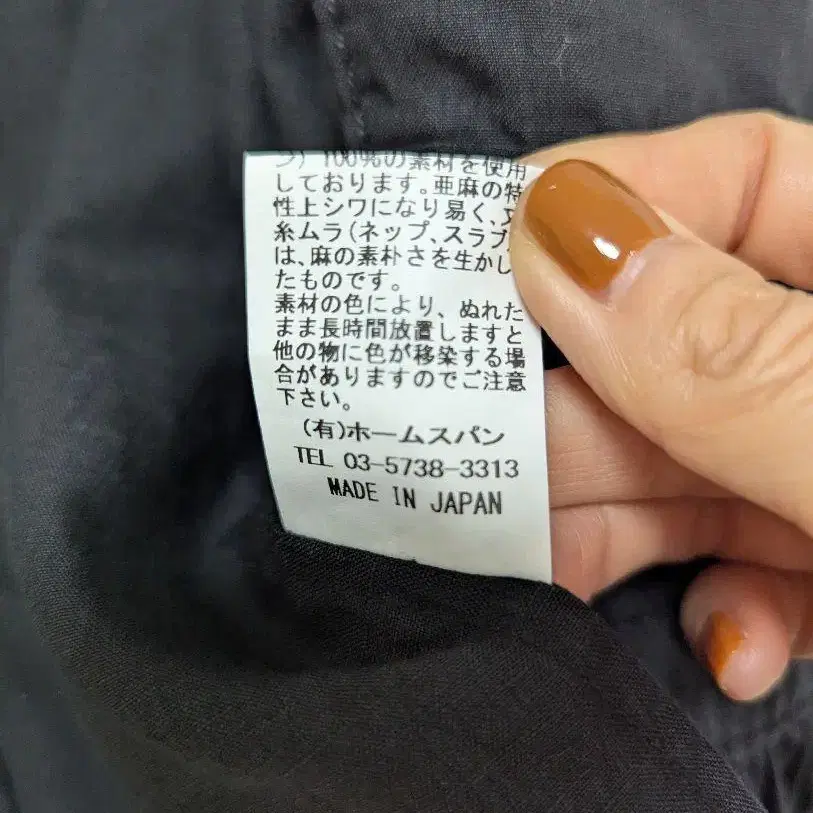 ン) 100%の素材を使用
しております。亜麻の特
性上シワになり易く、又
糸ムラ(ネップ、スラブ
は、麻の素朴さを生かし
たものです。
素材の色により、ぬれた
まま長時間放置しますと
他の物に色が移染する場
合がありますのでご注意
下さい。
(有)ホームスパン
TEL 03-5738-3313
MADE IN JAPAN